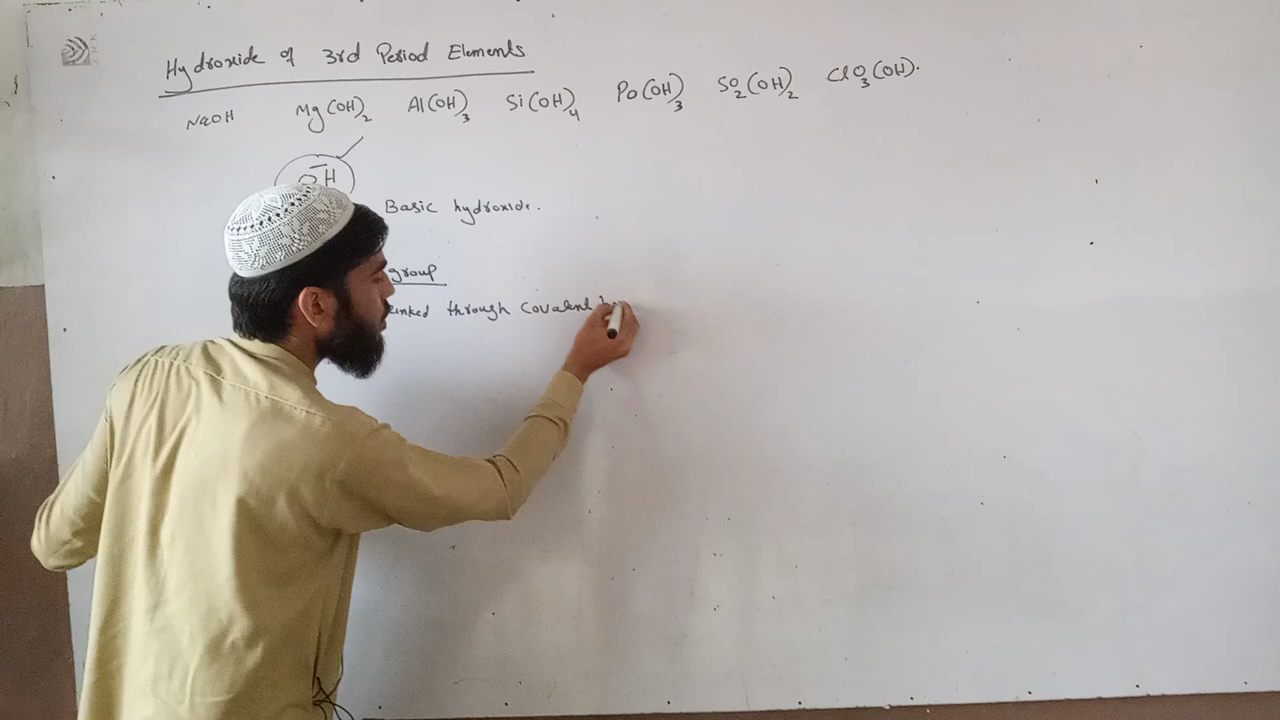 Hydroxide of 3rd Period Elements
NaOH Mg(OH)₂ Al(OH)₃ Si(OH)₄ PO(OH)₃ SO₂(OH)₂ ClO₃(OH).
OH⁻
Basic hydroxide.
group
Linked through Covalent